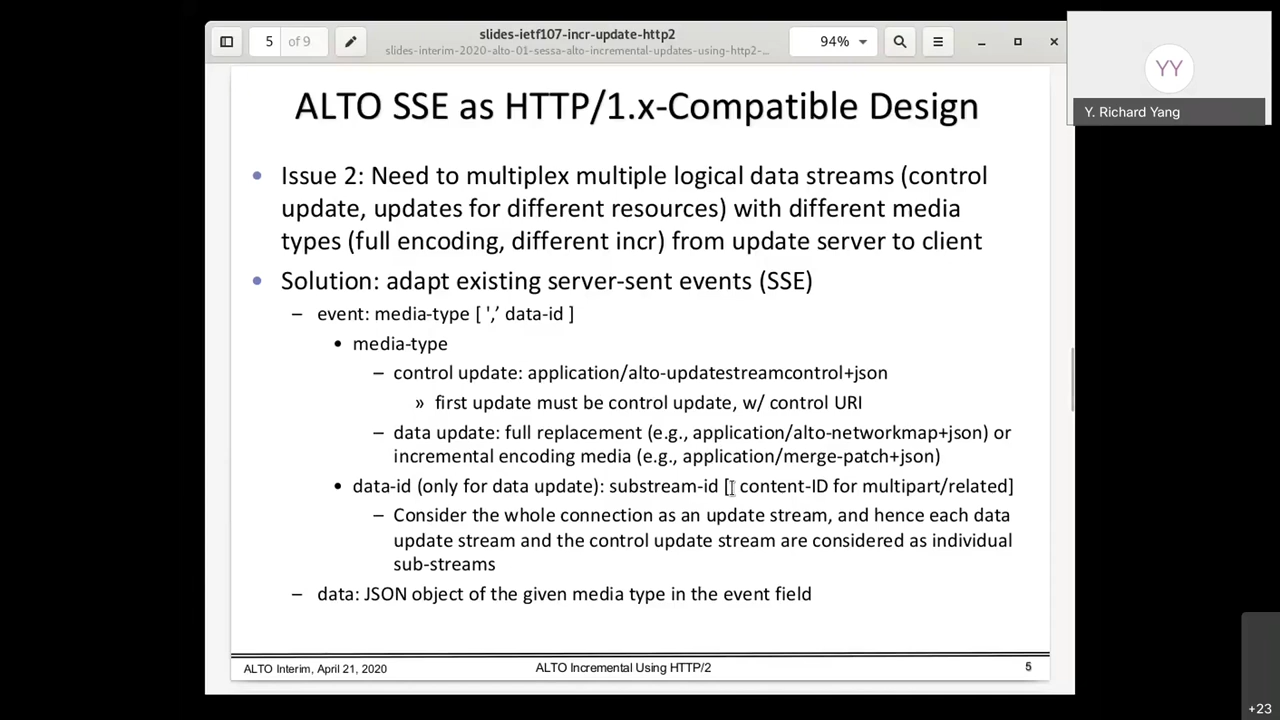 5 of 9
slides-ietf107-incr-update-http2
slides-interim-2020-alto-01-sessa-alto-incremental-updates-using-http2-...
94%
YY
Y. Richard Yang
ALTO SSE as HTTP/1.x-Compatible Design
• Issue 2: Need to multiplex multiple logical data streams (control
update, updates for different resources) with different media
types (full encoding, different incr) from update server to client
• Solution: adapt existing server-sent events (SSE)
– event: media-type [ ',’ data-id ]
• media-type
– control update: application/alto-updatestreamcontrol+json
» first update must be control update, w/ control URI
– data update: full replacement (e.g., application/alto-networkmap+json) or
incremental encoding media (e.g., application/merge-patch+json)
• data-id (only for data update): substream-id [ content-ID for multipart/related]
– Consider the whole connection as an update stream, and hence each data
update stream and the control update stream are considered as individual
sub-streams
– data: JSON object of the given media type in the event field
ALTO Interim, April 21, 2020 ALTO Incremental Using HTTP/2 5
+23